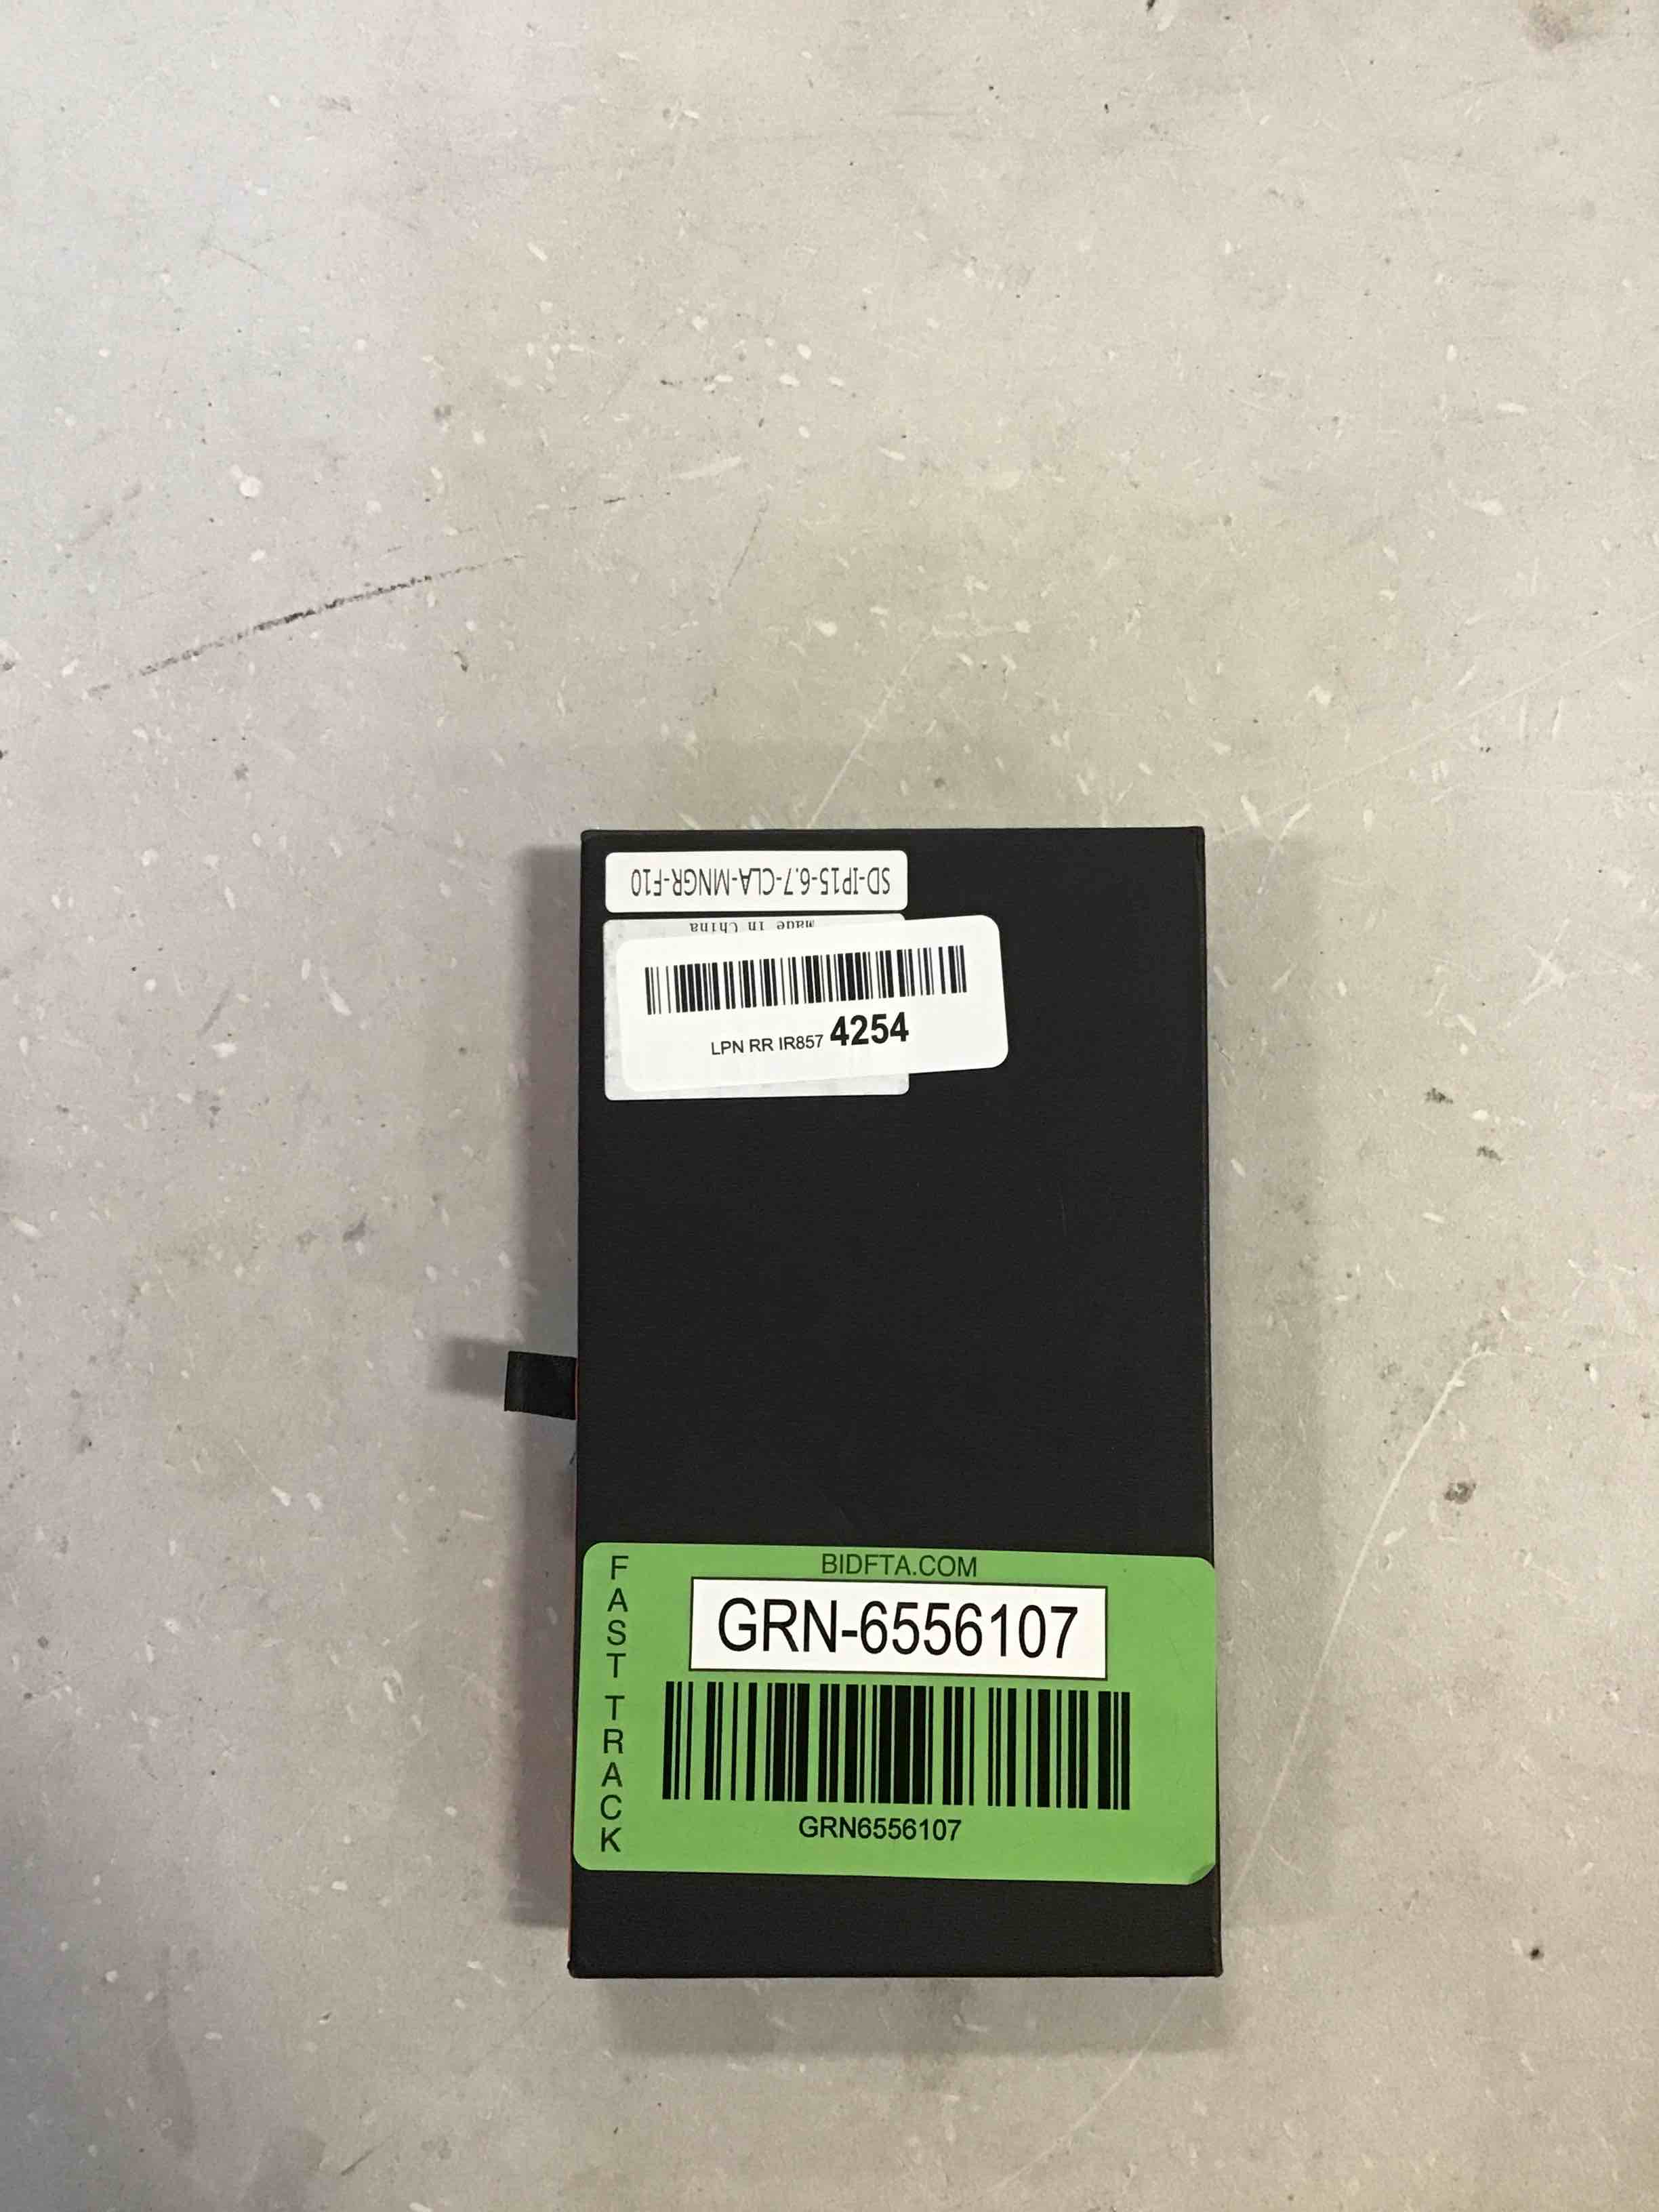 SD-IP15-6.7-CLA-MNGR-F10
Made in China
LPN RR IR857 4254
BIDFTA.COM
FAST TRACK
GRN-6556107
GRN6556107